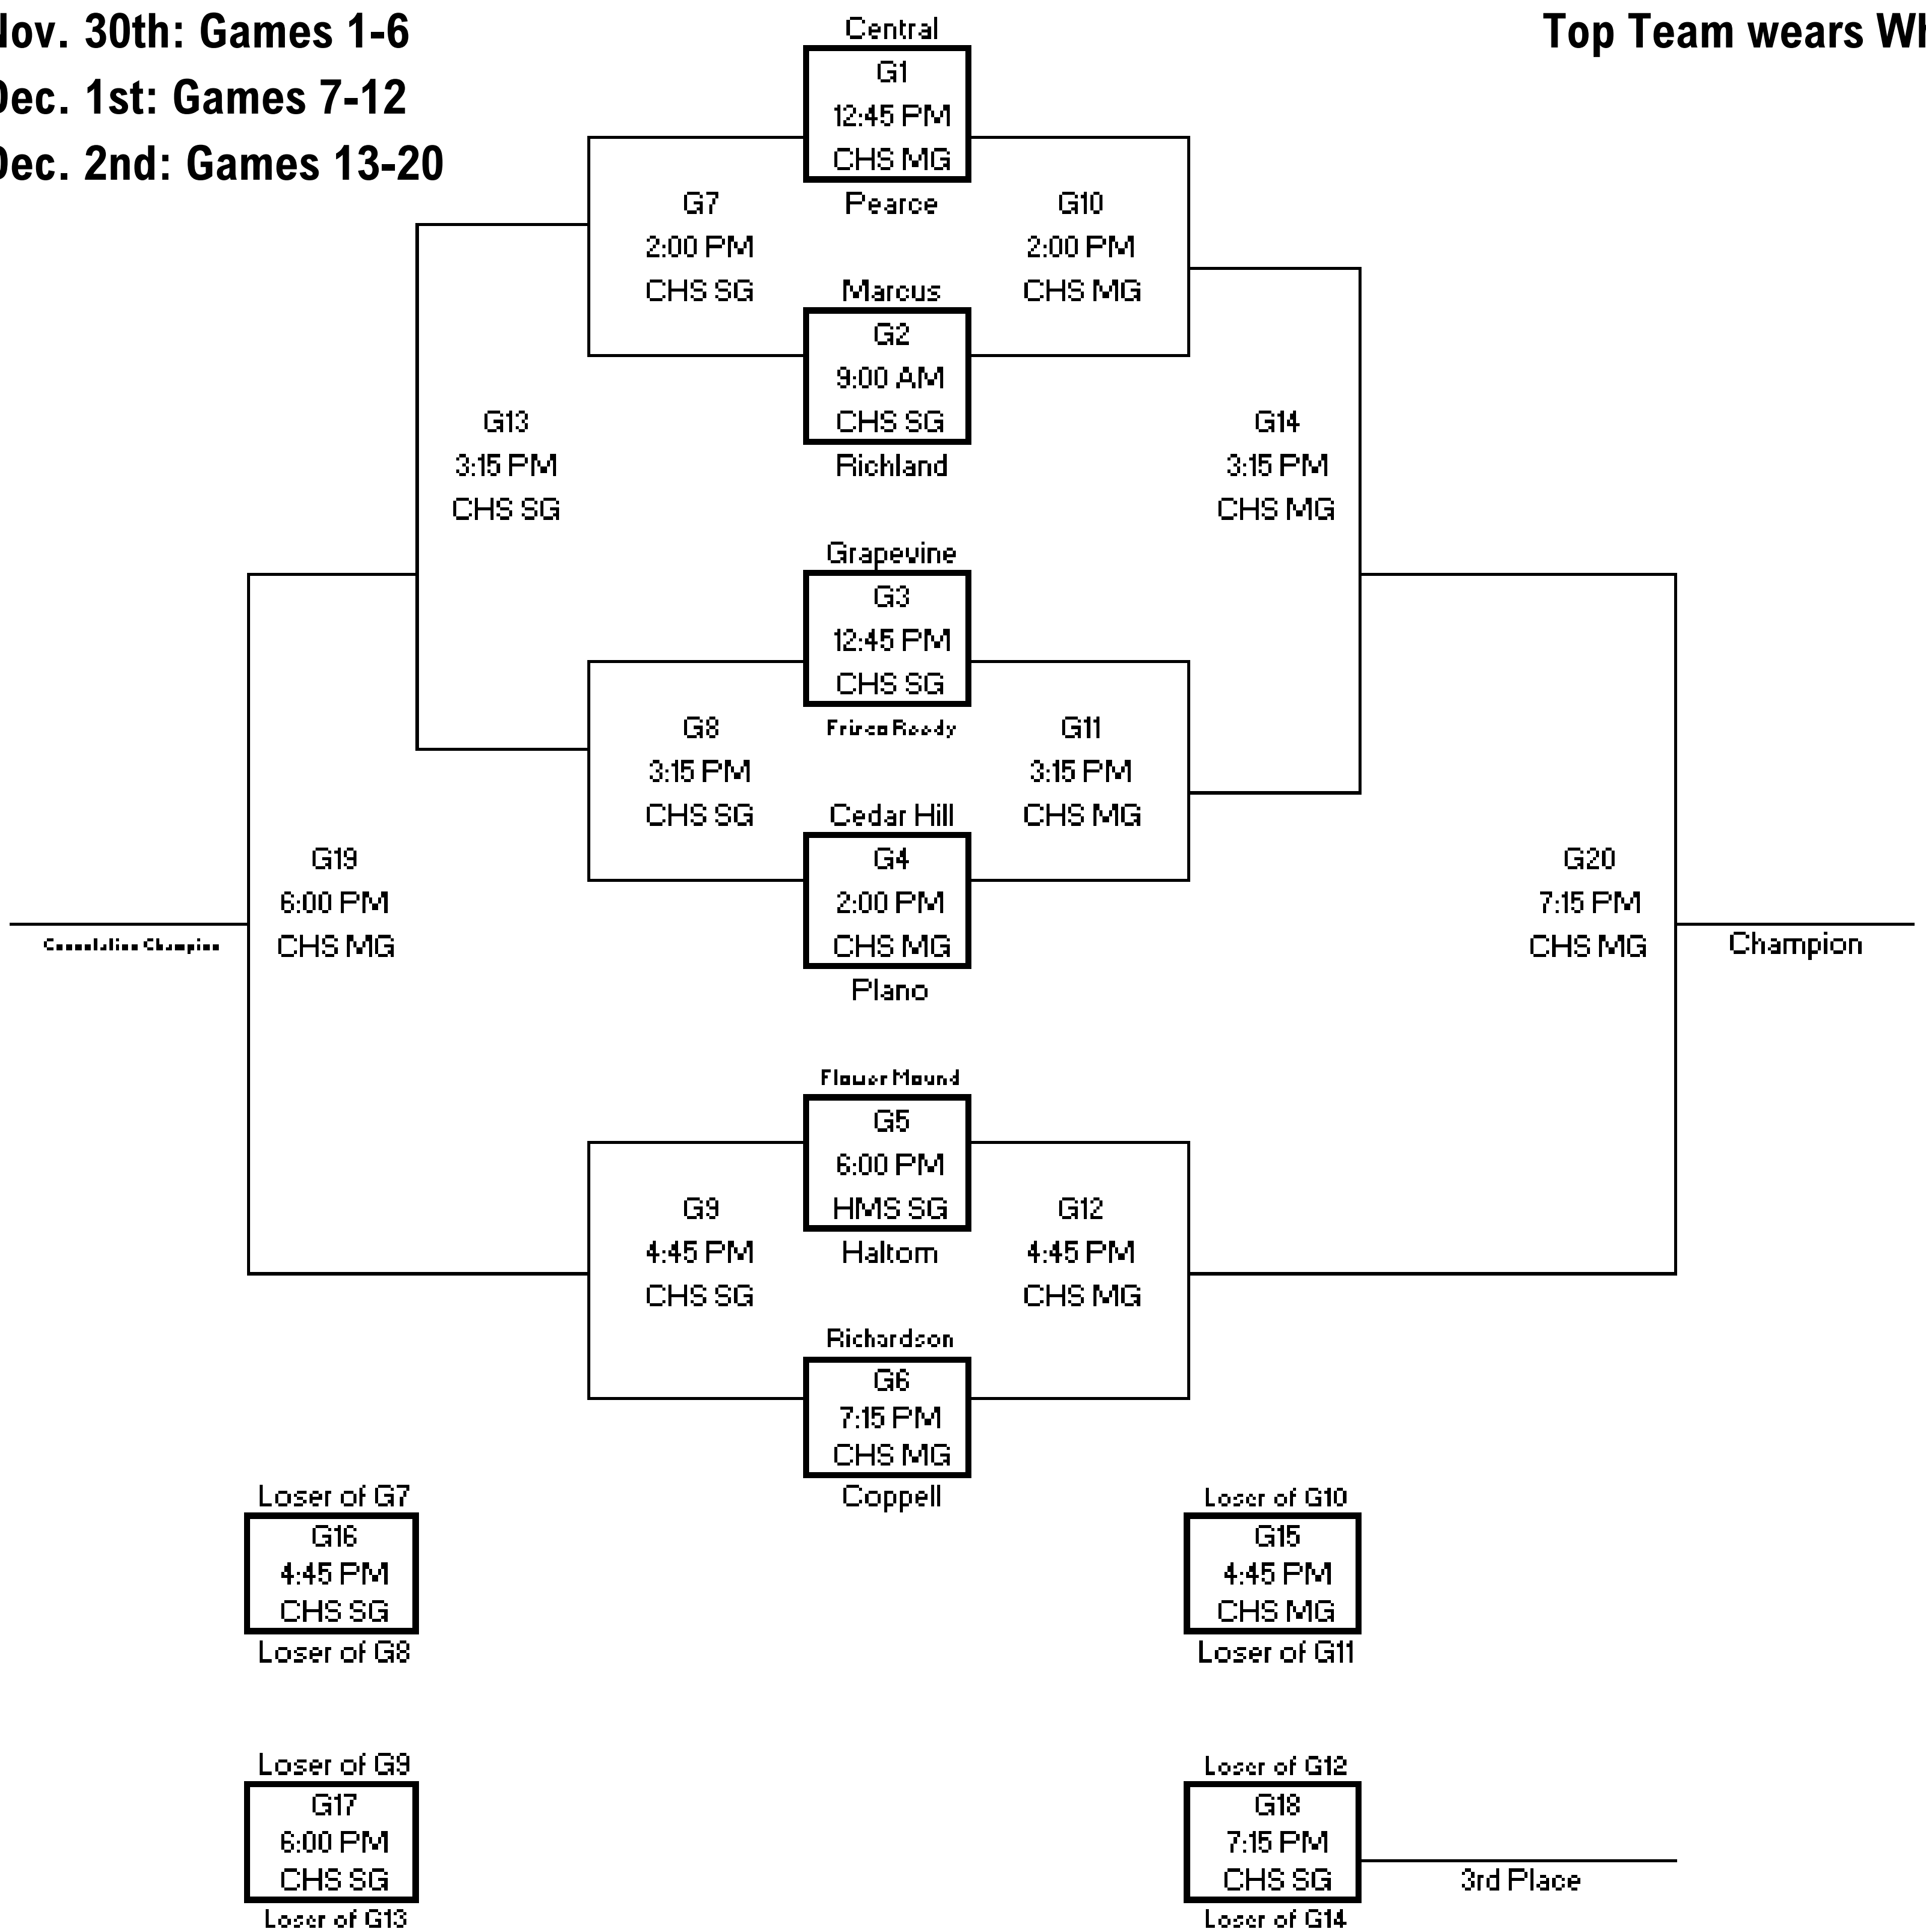 Nov. 30th: Games 1-6
Dec. 1st: Games 7-12
Dec. 2nd: Games 13-20
Top Team wears
Central
G1
12:45 PM
CHS MG
Pearce
G7
2:00 PM
CHS SG
G10
2:00 PM
CHS MG
Marcus
G2
9:00 AM
CHS SG
Richland
G13
3:15 PM
CHS SG
G14
3:15 PM
CHS MG
Grapevine
G3
12:45 PM
CHS SG
Frisco Reedy
G8
3:15 PM
CHS SG
G11
3:15 PM
CHS MG
Cedar Hill
G4
2:00 PM
CHS MG
Plano
G19
6:00 PM
CHS MG
Consolation Champion
G20
7:15 PM
CHS MG
Champion
Flower Mound
G5
6:00 PM
HMS SG
Haltom
G9
4:45 PM
CHS SG
G12
4:45 PM
CHS MG
Richardson
G6
7:15 PM
CHS MG
Coppell
Loser of G7
G16
4:45 PM
CHS SG
Loser of G8
Loser of G10
G15
4:45 PM
CHS MG
Loser of G11
Loser of G9
G17
6:00 PM
CHS SG
Loser of G13
Loser of G12
G18
7:15 PM
CHS SG
Loser of G14
3rd Place